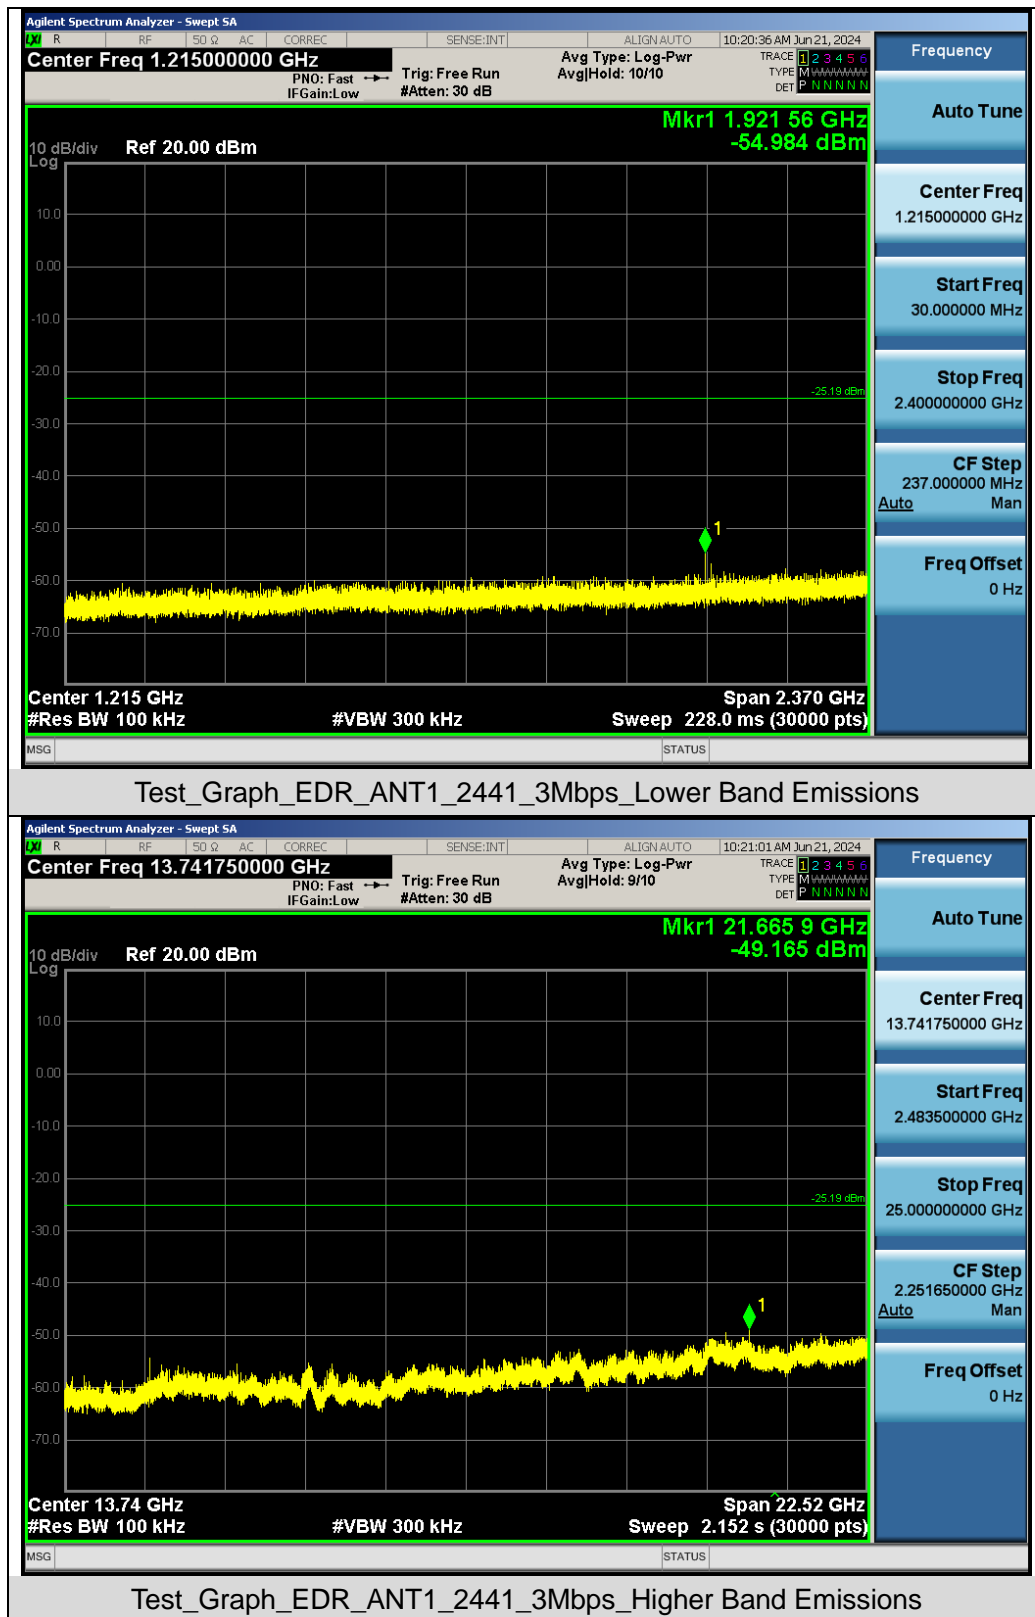 Agilent Spectrum Analyzer - Swept SA
LXI R RF 50 Ω AC CORREC SENSE:INT ALIGN AUTO 10:20:36 AM Jun 21, 2024
Center Freq 1.215000000 GHz
PNO: Fast
IFGain:Low
Trig: Free Run
#Atten: 30 dB
Avg Type: Log-Pwr
Avg|Hold: 10/10
TRACE 1 2 3 4 5 6
TYPE M
DET P N N N N N
Frequency
Auto Tune
Center Freq
1.215000000 GHz
Start Freq
30.000000 MHz
Stop Freq
2.400000000 GHz
CF Step
237.000000 MHz
Auto Man
Freq Offset
0 Hz
Mkr1 1.921 56 GHz
-54.984 dBm
10 dB/div Ref 20.00 dBm
Log
10.0
0.00
-10.0
-20.0
-25.19 dBm
-30.0
-40.0
-50.0
1
-60.0
-70.0
Center 1.215 GHz Span 2.370 GHz
#Res BW 100 kHz #VBW 300 kHz Sweep 228.0 ms (30000 pts)
MSG STATUS
Test_Graph_EDR_ANT1_2441_3Mbps_Lower Band Emissions
Agilent Spectrum Analyzer - Swept SA
LXI R RF 50 Ω AC CORREC SENSE:INT ALIGN AUTO 10:21:01 AM Jun 21, 2024
Center Freq 13.741750000 GHz
PNO: Fast
IFGain:Low
Trig: Free Run
#Atten: 30 dB
Avg Type: Log-Pwr
Avg|Hold: 9/10
TRACE 1 2 3 4 5 6
TYPE M
DET P N N N N N
Frequency
Auto Tune
Center Freq
13.741750000 GHz
Start Freq
2.483500000 GHz
Stop Freq
25.000000000 GHz
CF Step
2.251650000 GHz
Auto Man
Freq Offset
0 Hz
Mkr1 21.665 9 GHz
-49.165 dBm
10 dB/div Ref 20.00 dBm
Log
10.0
0.00
-10.0
-20.0
-25.19 dBm
-30.0
-40.0
1
-50.0
-60.0
-70.0
Center 13.74 GHz Span 22.52 GHz
#Res BW 100 kHz #VBW 300 kHz Sweep 2.152 s (30000 pts)
MSG STATUS
Test_Graph_EDR_ANT1_2441_3Mbps_Higher Band Emissions